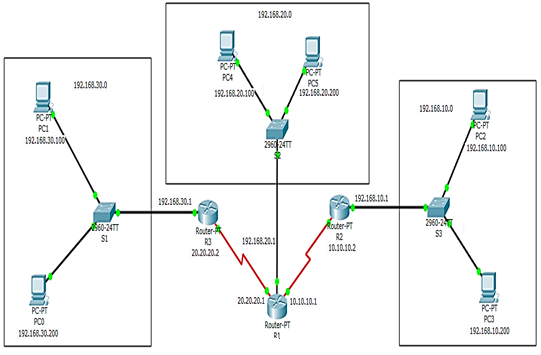 192.168.20.0
PC-PT
PC4
192.168.20.100
PC-PT
PC5
192.168.20.200
2960-24TT
S2
192.168.30.0
PC-PT
PC1
192.168.30.100
2960-24TT
S1
PC-PT
PC0
192.168.30.200
192.168.30.1
Router-PT
R3
20.20.20.2
192.168.20.1
20.20.20.1
10.10.10.1
Router-PT
R1
192.168.10.1
Router-PT
R2
10.10.10.2
192.168.10.0
PC-PT
PC2
192.168.10.100
2960-24TT
S3
PC-PT
PC3
192.168.10.200